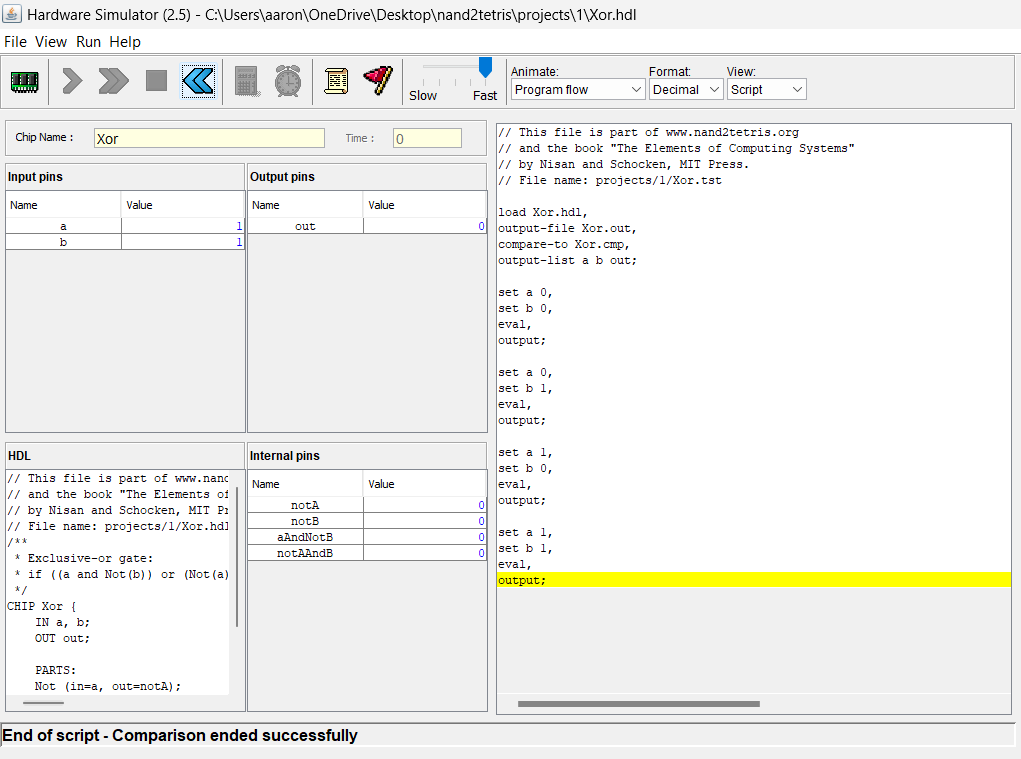 Hardware Simulator (2.5) - C:\Users\aaron\OneDrive\Desktop\nand2tetris\projects\1\Xor.hdl
File View Run Help
Slow Fast
Animate: Format: View:
Program flow Decimal Script
Chip Name : Xor Time : 0
Input pins
Name Value
a 1
b 1
Output pins
Name Value
out 0
HDL
// This file is part of www.nand
// and the book "The Elements of
// by Nisan and Schocken, MIT Pr
// File name: projects/1/Xor.hdl
/**
* Exclusive-or gate:
* if ((a and Not(b)) or (Not(a)
*/
CHIP Xor {
IN a, b;
OUT out;
PARTS:
Not (in=a, out=notA);
Internal pins
Name Value
notA 0
notB 0
aAndNotB 0
notAAndB 0
// This file is part of www.nand2tetris.org
// and the book "The Elements of Computing Systems"
// by Nisan and Schocken, MIT Press.
// File name: projects/1/Xor.tst
load Xor.hdl,
output-file Xor.out,
compare-to Xor.cmp,
output-list a b out;
set a 0,
set b 0,
eval,
output;
set a 0,
set b 1,
eval,
output;
set a 1,
set b 0,
eval,
output;
set a 1,
set b 1,
eval,
output;
End of script - Comparison ended successfully